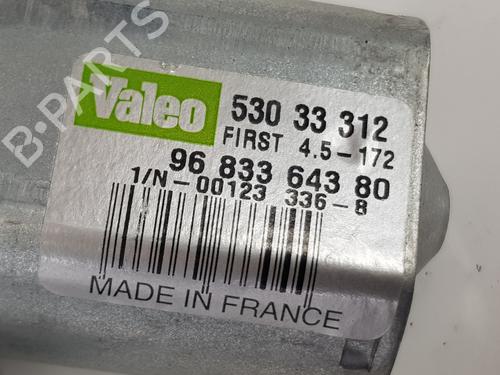 B-PARTS
Valeo
530 33 312
FIRST 4.5-172
96 833 643 80
1/N-00123 336-8
MADE IN FRANCE